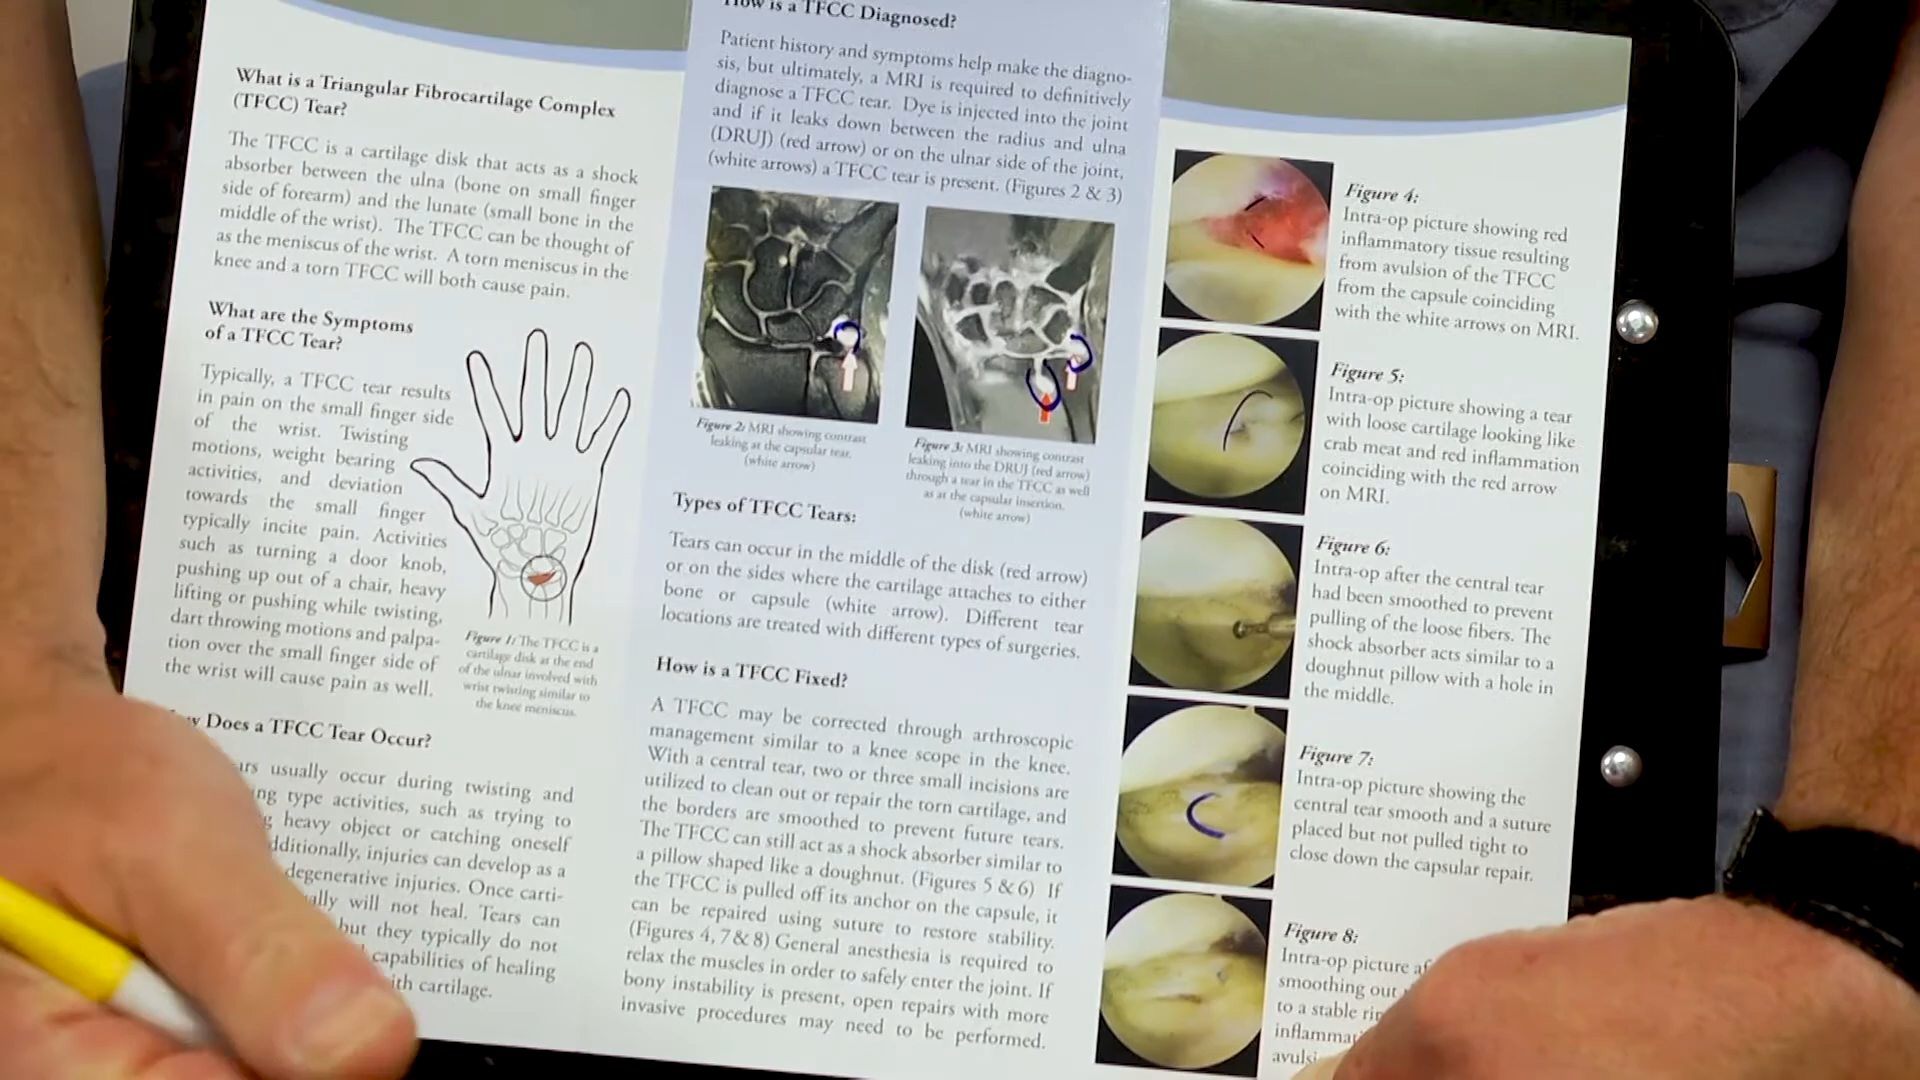 What is a Triangular Fibrocartilage Complex
(TFCC) Tear?
The TFCC is a cartilage disk that acts as a shock
absorber between the ulna (bone on small finger
side of forearm) and the lunate (small bone in the
middle of the wrist). The TFCC can be thought of
as the meniscus of the wrist. A torn meniscus in the
knee and a torn TFCC will both cause pain.
What are the Symptoms
of a TFCC Tear?
Typically, a TFCC tear results
in pain on the small finger side
of the wrist. Twisting
motions, weight bearing
activities, and deviation
towards the small finger
typically incite pain. Activities
such as turning a door knob,
pushing up out of a chair, heavy
lifting or pushing while twisting,
dart throwing motions and palpa-
tion over the small finger side of
the wrist will cause pain as well.
Figure 1: The TFCC is a
cartilage disk at the end
of the ulnar involved with
wrist twisting similar to
the knee meniscus.
Does a TFCC Tear Occur?
usually occur during twisting and
type activities, such as trying to
heavy object or catching oneself
injuries can develop as a
degenerative injuries. Once carti-
will not heal. Tears can
but they typically do not
capabilities of healing
cartilage.
How is a TFCC Diagnosed?
Patient history and symptoms help make the diagno-
sis, but ultimately, a MRI is required to definitively
diagnose a TFCC tear. Dye is injected into the joint
and if it leaks down between the radius and ulna
(DRUJ) (red arrow) or on the ulnar side of the joint,
(white arrows) a TFCC tear is present. (Figures 2 & 3)
Figure 2: MRI showing contrast
leaking at the capsular tear.
(white arrow)
Figure 3: MRI showing contrast
leaking into the DRUJ (red arrow)
through a tear in the TFCC as well
as at the capsular insertion.
(white arrow)
Types of TFCC Tears:
Tears can occur in the middle of the disk (red arrow)
or on the sides where the cartilage attaches to either
bone or capsule (white arrow). Different tear
locations are treated with different types of surgeries.
How is a TFCC Fixed?
A TFCC may be corrected through arthroscopic
management similar to a knee scope in the knee.
With a central tear, two or three small incisions are
utilized to clean out or repair the torn cartilage, and
the borders are smoothed to prevent future tears.
The TFCC can still act as a shock absorber similar to
a pillow shaped like a doughnut. (Figures 5 & 6) If
the TFCC is pulled off its anchor on the capsule, it
can be repaired using suture to restore stability.
(Figures 4, 7 & 8) General anesthesia is required to
relax the muscles in order to safely enter the joint. If
bony instability is present, open repairs with more
invasive procedures may need to be performed.
Figure 4:
Intra-op picture showing red
inflammatory tissue resulting
from avulsion of the TFCC
from the capsule coinciding
with the white arrows on MRI.
Figure 5:
Intra-op picture showing a tear
with loose cartilage looking like
crab meat and red inflammation
coinciding with the red arrow
on MRI.
Figure 6:
Intra-op after the central tear
had been smoothed to prevent
pulling of the loose fibers. The
shock absorber acts similar to a
doughnut pillow with a hole in
the middle.
Figure 7:
Intra-op picture showing the
central tear smooth and a suture
placed but not pulled tight to
close down the capsular repair.
Figure 8:
Intra-op picture
smoothing out
to a stable